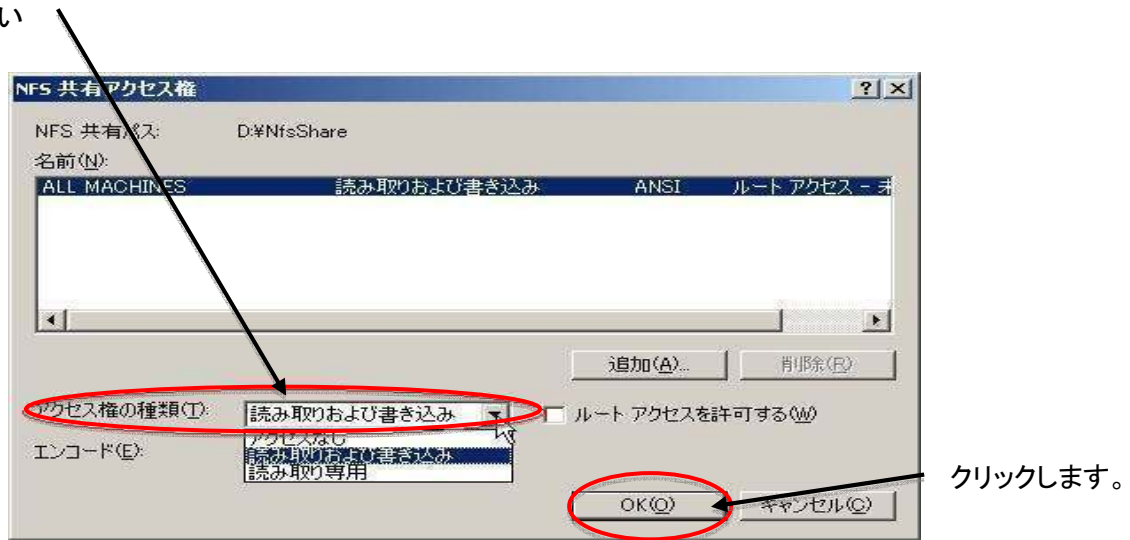 い
NFS 共有アクセス権
NFS 共有パス: D:¥NfsShare
名前(N):
ALL MACHINES 読み取りおよび書き込み ANSI ルート アクセス - 未
追加(A)... 削除(R)
アクセス権の種類(T): 読み取りおよび書き込み ルート アクセスを許可する(W)
アクセスなし
エンコード(E): 読み取りおよび書き込み
読み取り専用
クリックします。
OK(O) キャンセル(C)